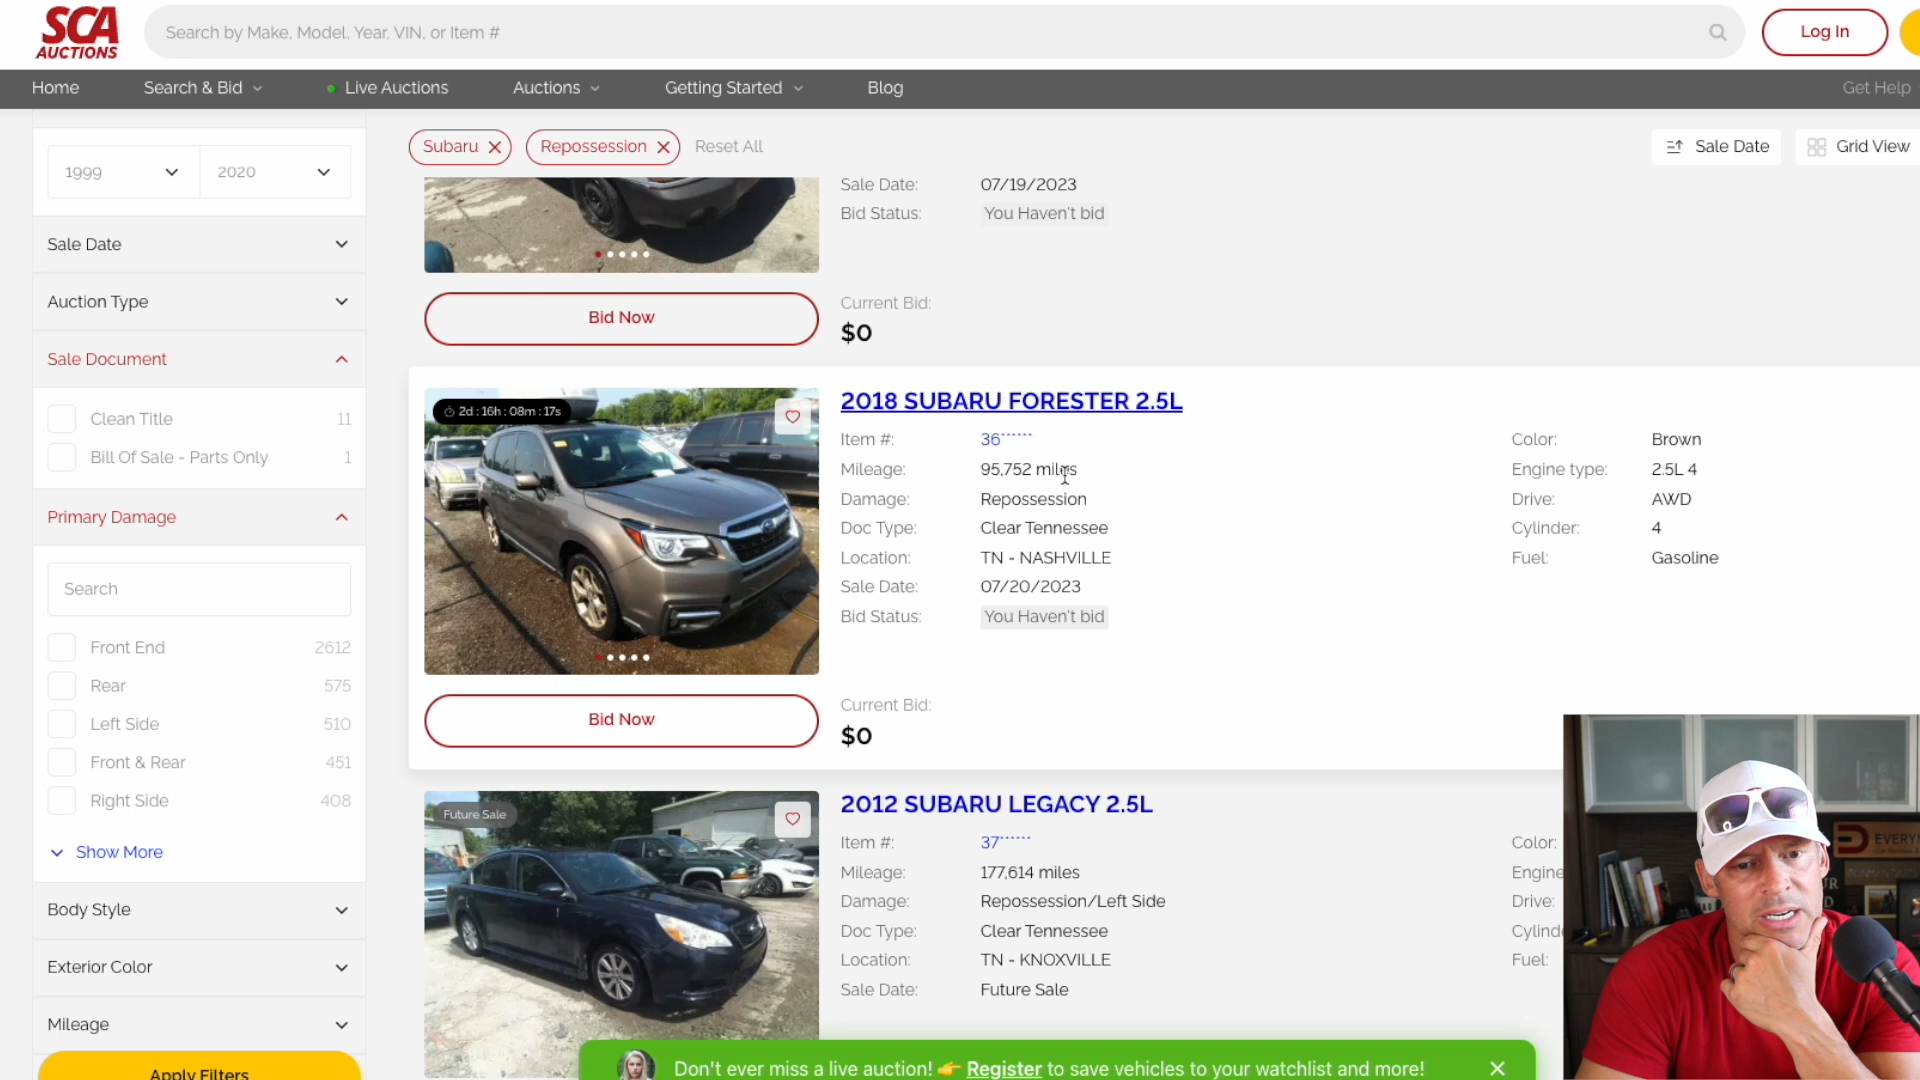 SCA
AUCTIONS
Search by Make, Model, Year, VIN, or Item #
Log In
Home
Search & Bid
Live Auctions
Auctions
Getting Started
Blog
Get Help
1999
2020
Sale Date
Auction Type
Sale Document
Clean Title 11
Bill Of Sale - Parts Only 1
Primary Damage
Search
Front End 2612
Rear 575
Left Side 510
Front & Rear 451
Right Side 408
Show More
Body Style
Exterior Color
Mileage
Apply Filters
Subaru
Repossession
Reset All
Sale Date
Grid View
Sale Date: 07/19/2023
Bid Status: You Haven't bid
Bid Now
Current Bid:
$0
2d : 16h : 08m : 17s
2018 SUBARU FORESTER 2.5L
Item #: 36******
Mileage: 95,752 miles
Damage: Repossession
Doc Type: Clear Tennessee
Location: TN - NASHVILLE
Sale Date: 07/20/2023
Bid Status: You Haven't bid
Color: Brown
Engine type: 2.5L 4
Drive: AWD
Cylinder: 4
Fuel: Gasoline
Bid Now
Current Bid:
$0
Future Sale
2012 SUBARU LEGACY 2.5L
Item #: 37******
Mileage: 177,614 miles
Damage: Repossession/Left Side
Doc Type: Clear Tennessee
Location: TN - KNOXVILLE
Sale Date: Future Sale
Color:
Engine
Drive:
Cylind
Fuel:
EVERY
Don't ever miss a live auction! 👉 Register to save vehicles to your watchlist and more!